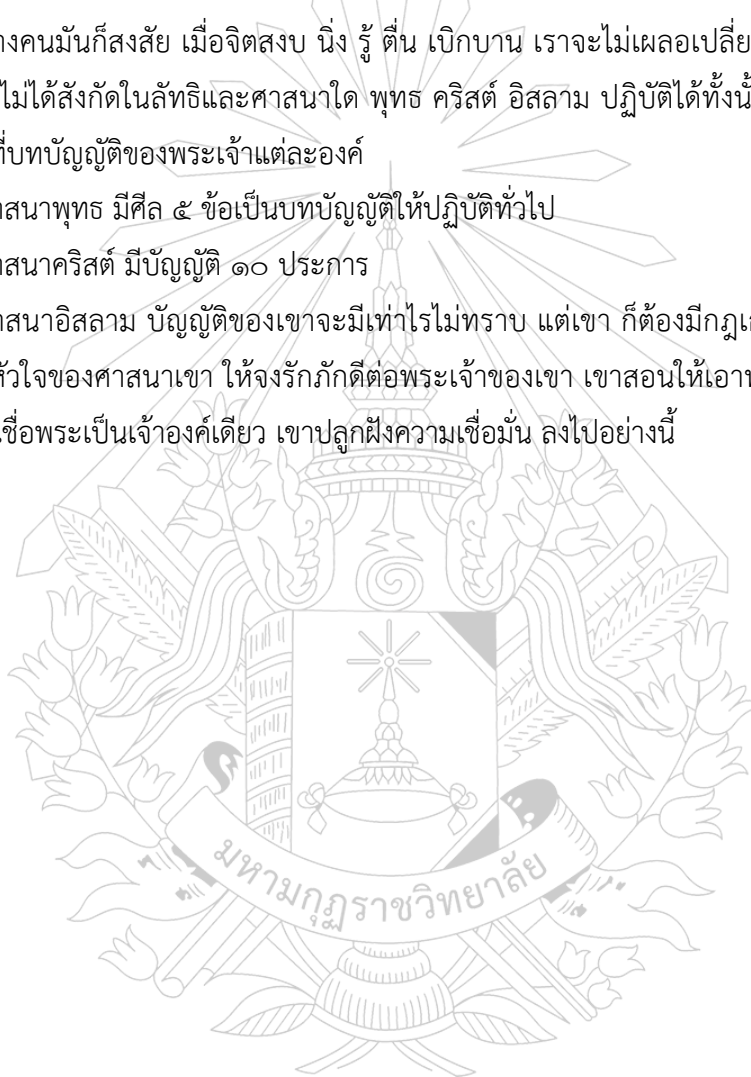 างคนมันก็สงสัย เมื่อจิตสงบ นิ่ง รู้ ตื่น เบิกบาน เราจะไม่เผลอเปลี่ย
ไม่ได้สังกัดในลัทธิและศาสนาใด พุทธ คริสต์ อิสลาม ปฏิบัติได้ทั้งนั้
ที่บทบัญญัติของพระเจ้าแต่ละองค์
าสนาพุทธ มีศีล ๕ ข้อเป็นบทบัญญัติให้ปฏิบัติทั่วไป
าสนาคริสต์ มีบัญญัติ ๑๐ ประการ
าสนาอิสลาม บัญญัติของเขาจะมีเท่าไรไม่ทราบ แต่เขา ก็ต้องมีกฎเ
หัวใจของศาสนาเขา ให้จงรักภักดีต่อพระเจ้าของเขา เขาสอนให้เอา
เชื่อพระเป็นเจ้าองค์เดียว เขาปลูกฝังความเชื่อมั่น ลงไปอย่างนี้
มหามกุฏราชวิทยาลัย